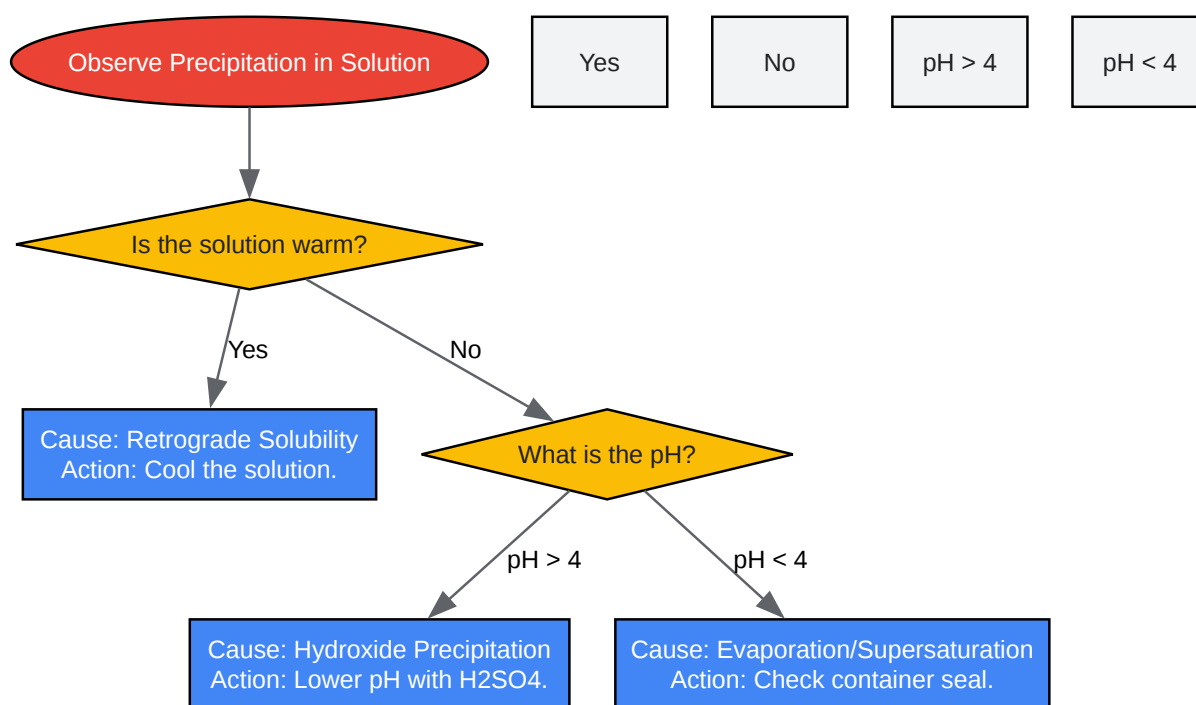 Observe Precipitation in Solution
Yes
No
pH > 4
pH < 4
Is the solution warm?
Yes
No
Cause: Retrograde Solubility
Action: Cool the solution.
What is the pH?
pH > 4
pH < 4
Cause: Hydroxide Precipitation
Action: Lower pH with H2SO4.
Cause: Evaporation/Supersaturation
Action: Check container seal.